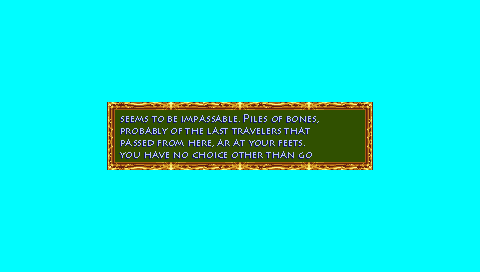 seems to be impassable. Piles of bones,
probably of the last travelers that
passed from here, ar at your feets.
you have no choice other than go